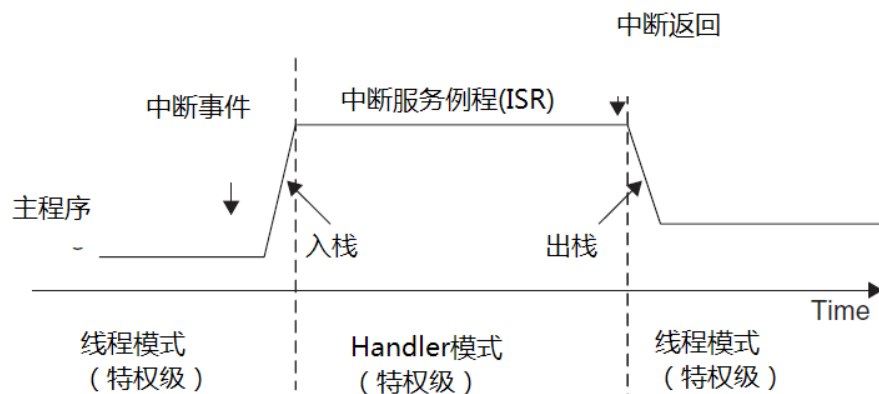 中断返回
中断事件
中断服务例程(ISR)
主程序
入栈
出栈
Time
线程模式
（特权级）
Handler模式
（特权级）
线程模式
（特权级）